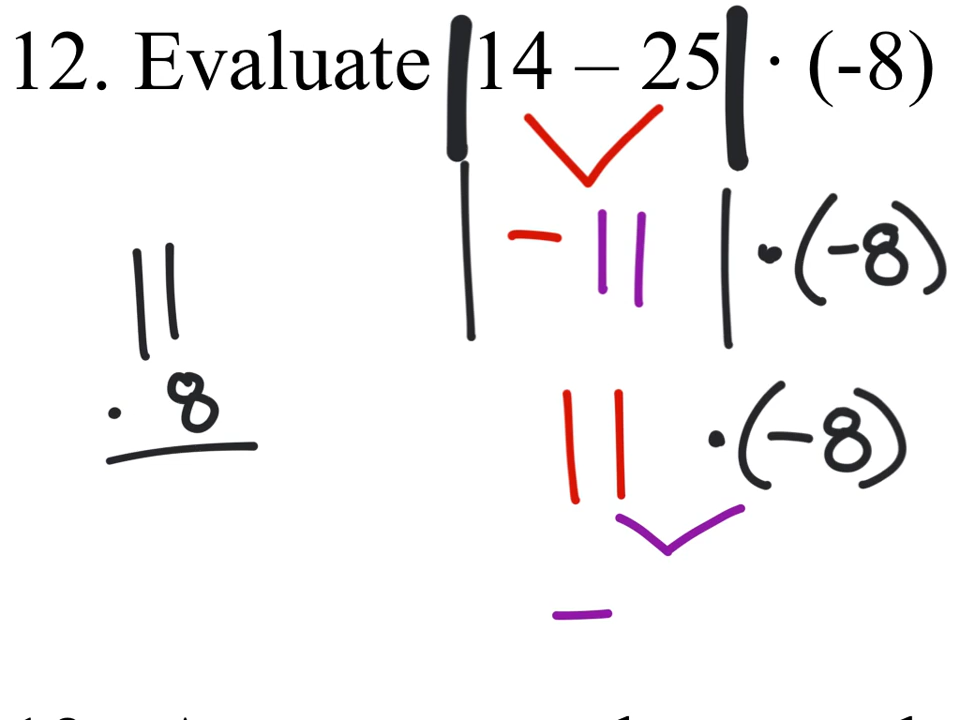 12. Evaluate |14 – 25| · (-8)
|-11| · (-8)
11
· 8
11 · (-8)
-